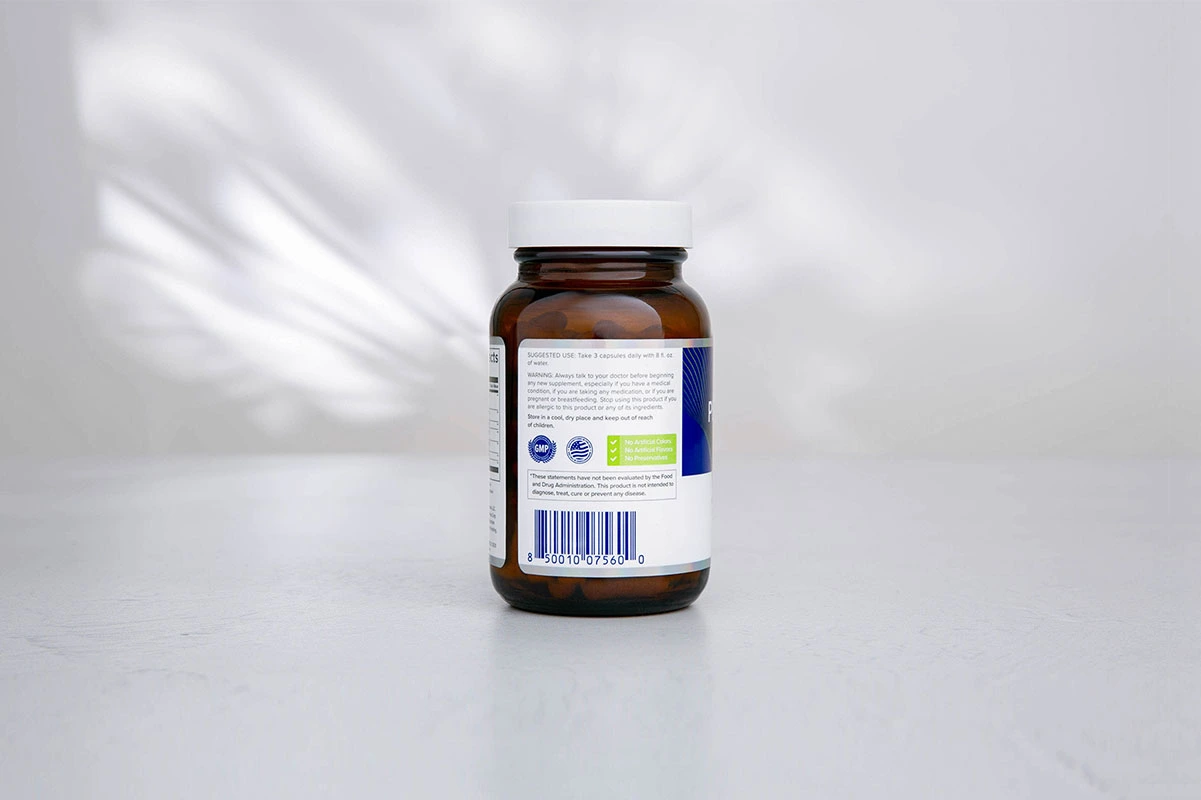 cts
SUGGESTED USE: Take 3 capsules daily with 8 fl. oz.
of water.
WARNING: Always talk to your doctor before beginning
any new supplement, especially if you have a medical
condition, if you are taking any medication, or if you are
pregnant or breastfeeding. Stop using this product if you
are allergic to this product or any of its ingredients.
Store in a cool, dry place and keep out of reach
of children.
GMP
No Artificial Colors
No Artificial Flavors
No Preservatives
*These statements have not been evaluated by the Food
and Drug Administration. This product is not intended to
diagnose, treat, cure or prevent any disease.
8 50010 07560 0
P